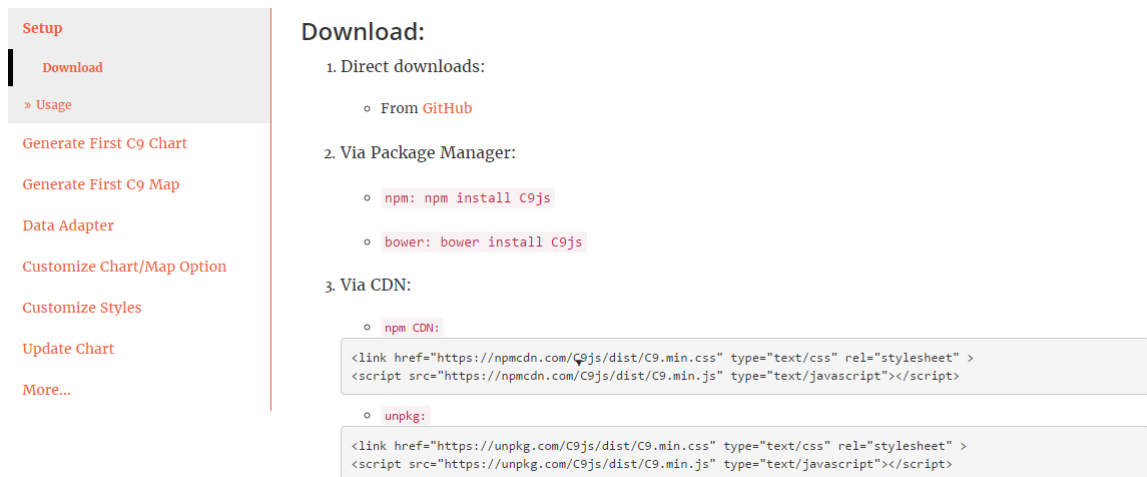 Setup
Download
» Usage
Generate First C9 Chart
Generate First C9 Map
Data Adapter
Customize Chart/Map Option
Customize Styles
Update Chart
More...
Download:
1. Direct downloads:
From GitHub
2. Via Package Manager:
npm: npm install C9js
bower: bower install C9js
3. Via CDN:
npm CDN:
<link href="https://npmcdn.com/C9js/dist/C9.min.css" type="text/css" rel="stylesheet" >
<script src="https://npmcdn.com/C9js/dist/C9.min.js" type="text/javascript"></script>
unpkg:
<link href="https://unpkg.com/C9js/dist/C9.min.css" type="text/css" rel="stylesheet" >
<script src="https://unpkg.com/C9js/dist/C9.min.js" type="text/javascript"></script>